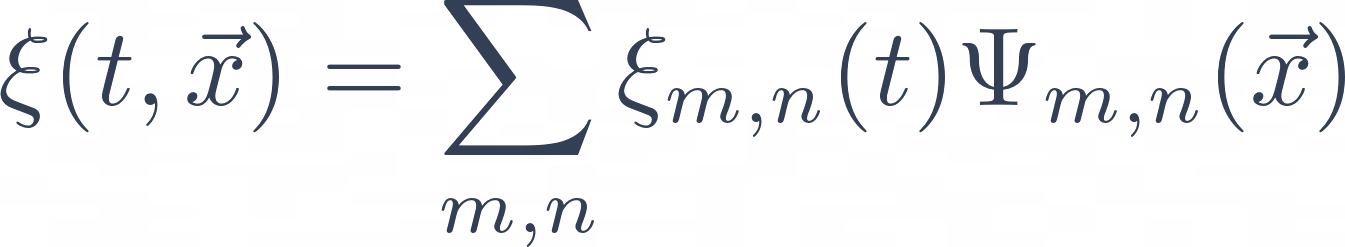 ξ(t, x⃗) = ∑_{m,n} ξ_{m,n}(t)Ψ_{m,n}(x⃗)